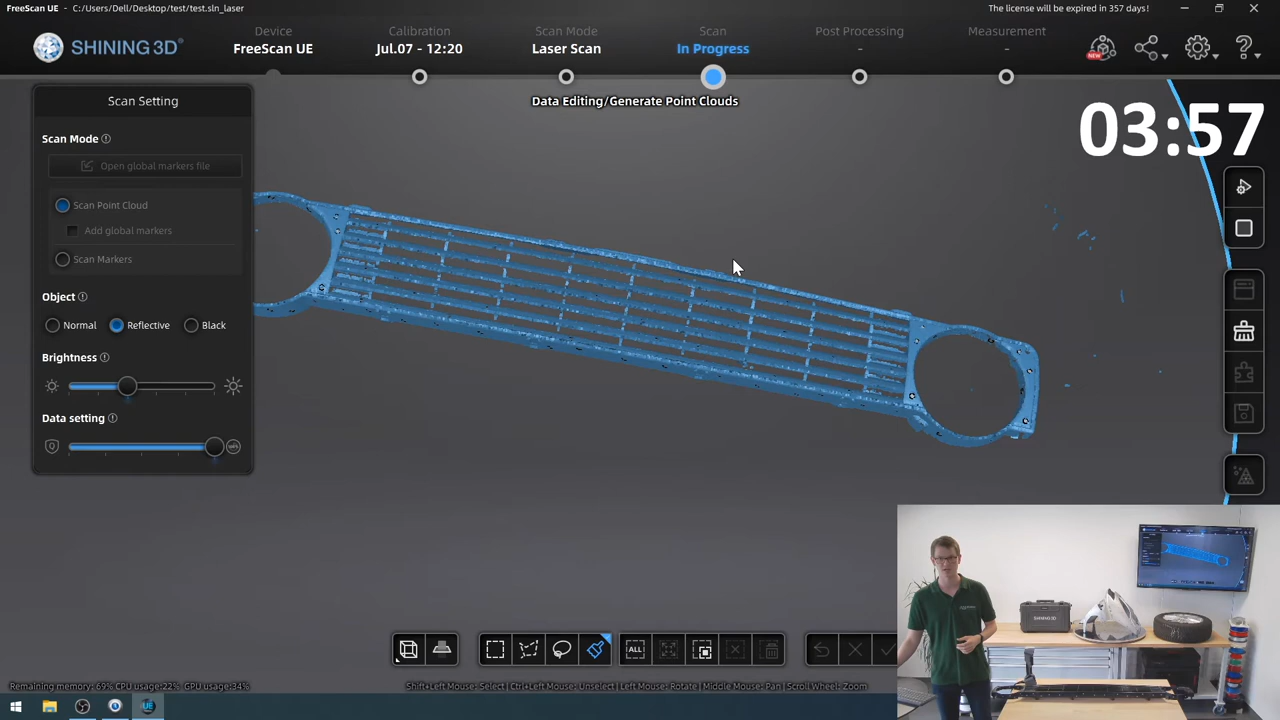 FreeScan UE - C:/Users/Dell/Desktop/test/test.sln_laser
The license will be expired in 357 days!
SHINING 3D®
Device
FreeScan UE
Calibration
Jul.07 - 12:20
Scan Mode
Laser Scan
Scan
In Progress
Post Processing
-
Measurement
-
NEW
Data Editing/Generate Point Clouds
03:57
Scan Setting
Scan Mode
Open global markers file
Scan Point Cloud
Add global markers
Scan Markers
Object
Normal
Reflective
Black
Brightness
Data setting
ALL
SHINING 3D
Remaining memory: 69% CPU usage:22% GPU usage:34%
Shift+Left Mouse: Select | Ctrl+Left Mouse: Unselect | Left Mouse: Rotate | Middle Mouse: Pan | Scroll Wheel: Zoom
UE